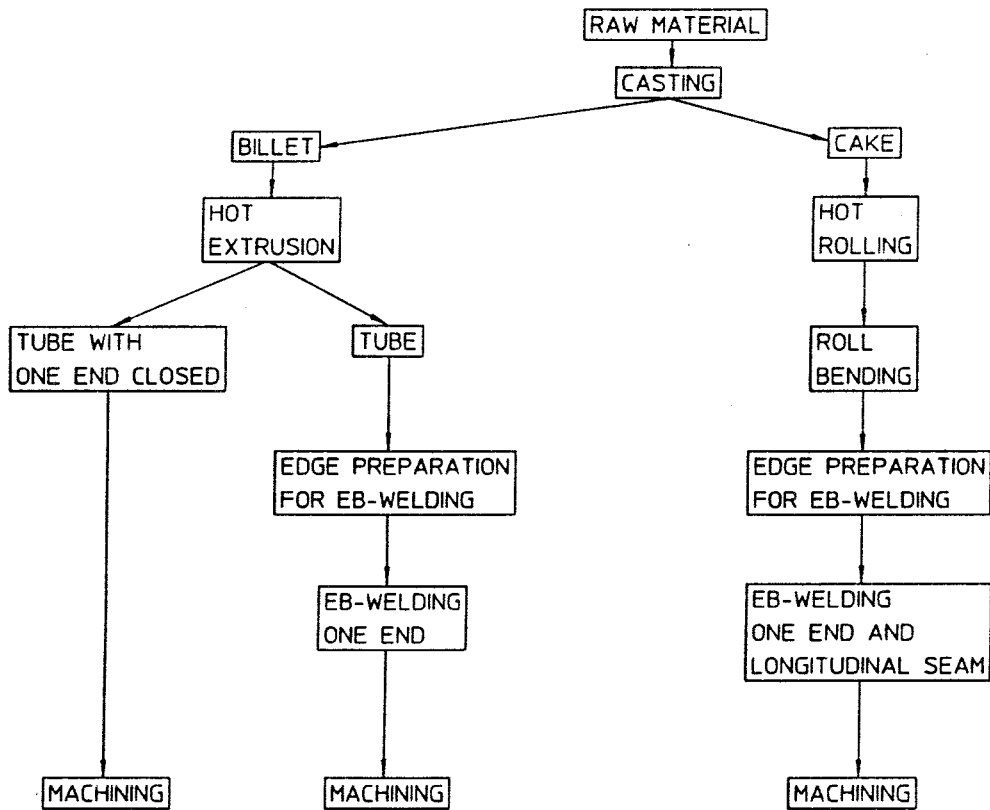 RAW MATERIAL
CASTING
BILLET
CAKE
HOT
EXTRUSION
HOT
ROLLING
TUBE WITH
ONE END CLOSED
TUBE
ROLL
BENDING
EDGE PREPARATION
FOR EB-WELDING
EDGE PREPARATION
FOR EB-WELDING
EB-WELDING
ONE END
EB-WELDING
ONE END AND
LONGITUDINAL SEAM
MACHINING
MACHINING
MACHINING